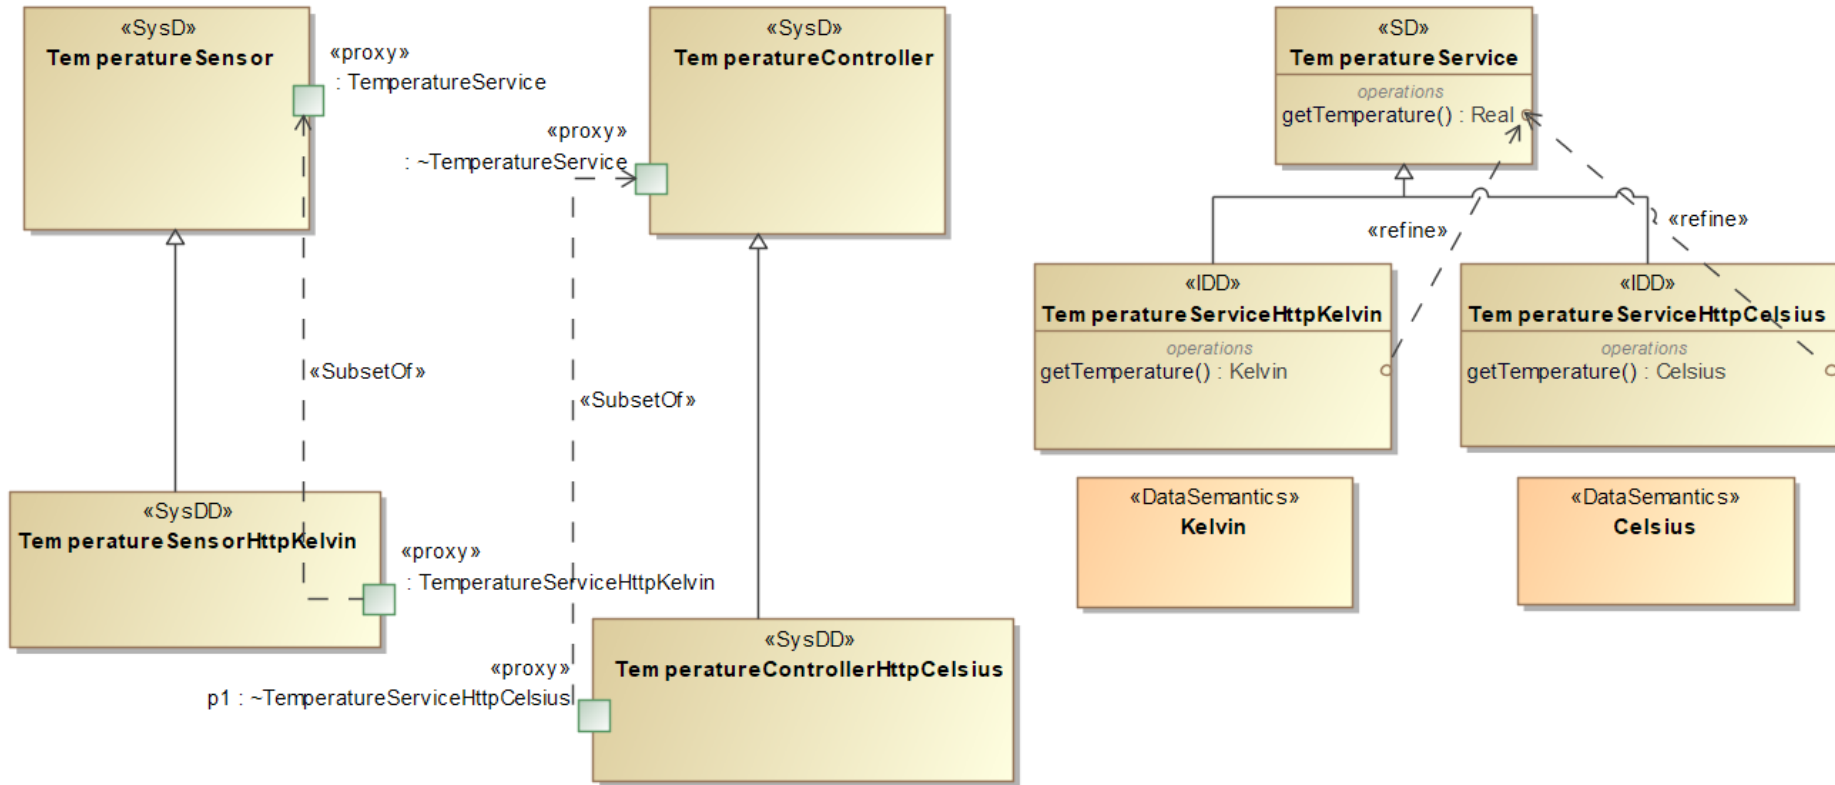 «SysD»
TemperatureSensor
«proxy»
: TemperatureService
«SysD»
TemperatureController
«proxy»
: ~TemperatureService
«SubsetOf»
«SubsetOf»
«SysDD»
TemperatureSensorHttpKelvin
«proxy»
: TemperatureServiceHttpKelvin
«SysDD»
TemperatureControllerHttpCelsius
«proxy»
p1 : ~TemperatureServiceHttpCelsius
«SD»
TemperatureService
operations
getTemperature() : Real
«refine»
«refine»
«IDD»
TemperatureServiceHttpKelvin
operations
getTemperature() : Kelvin
«IDD»
TemperatureServiceHttpCelsius
operations
getTemperature() : Celsius
«DataSemantics»
Kelvin
«DataSemantics»
Celsius